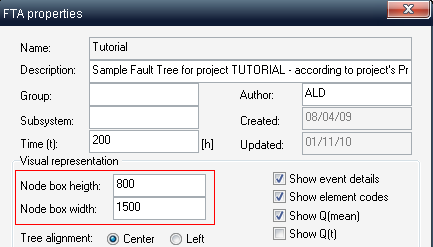 FTA properties
Name: Tutorial
Description: Sample Fault Tree for project TUTORIAL - according to project's Pr
Group: Author: ALD
Subsystem: Created: 08/04/09
Time (t): 200 [h] Updated: 01/11/10
Visual representation
Node box heigth: 800 Show event details
Show element codes
Node box width: 1500 Show Q(mean)
Show Q(t)
Tree alignment: Center Left